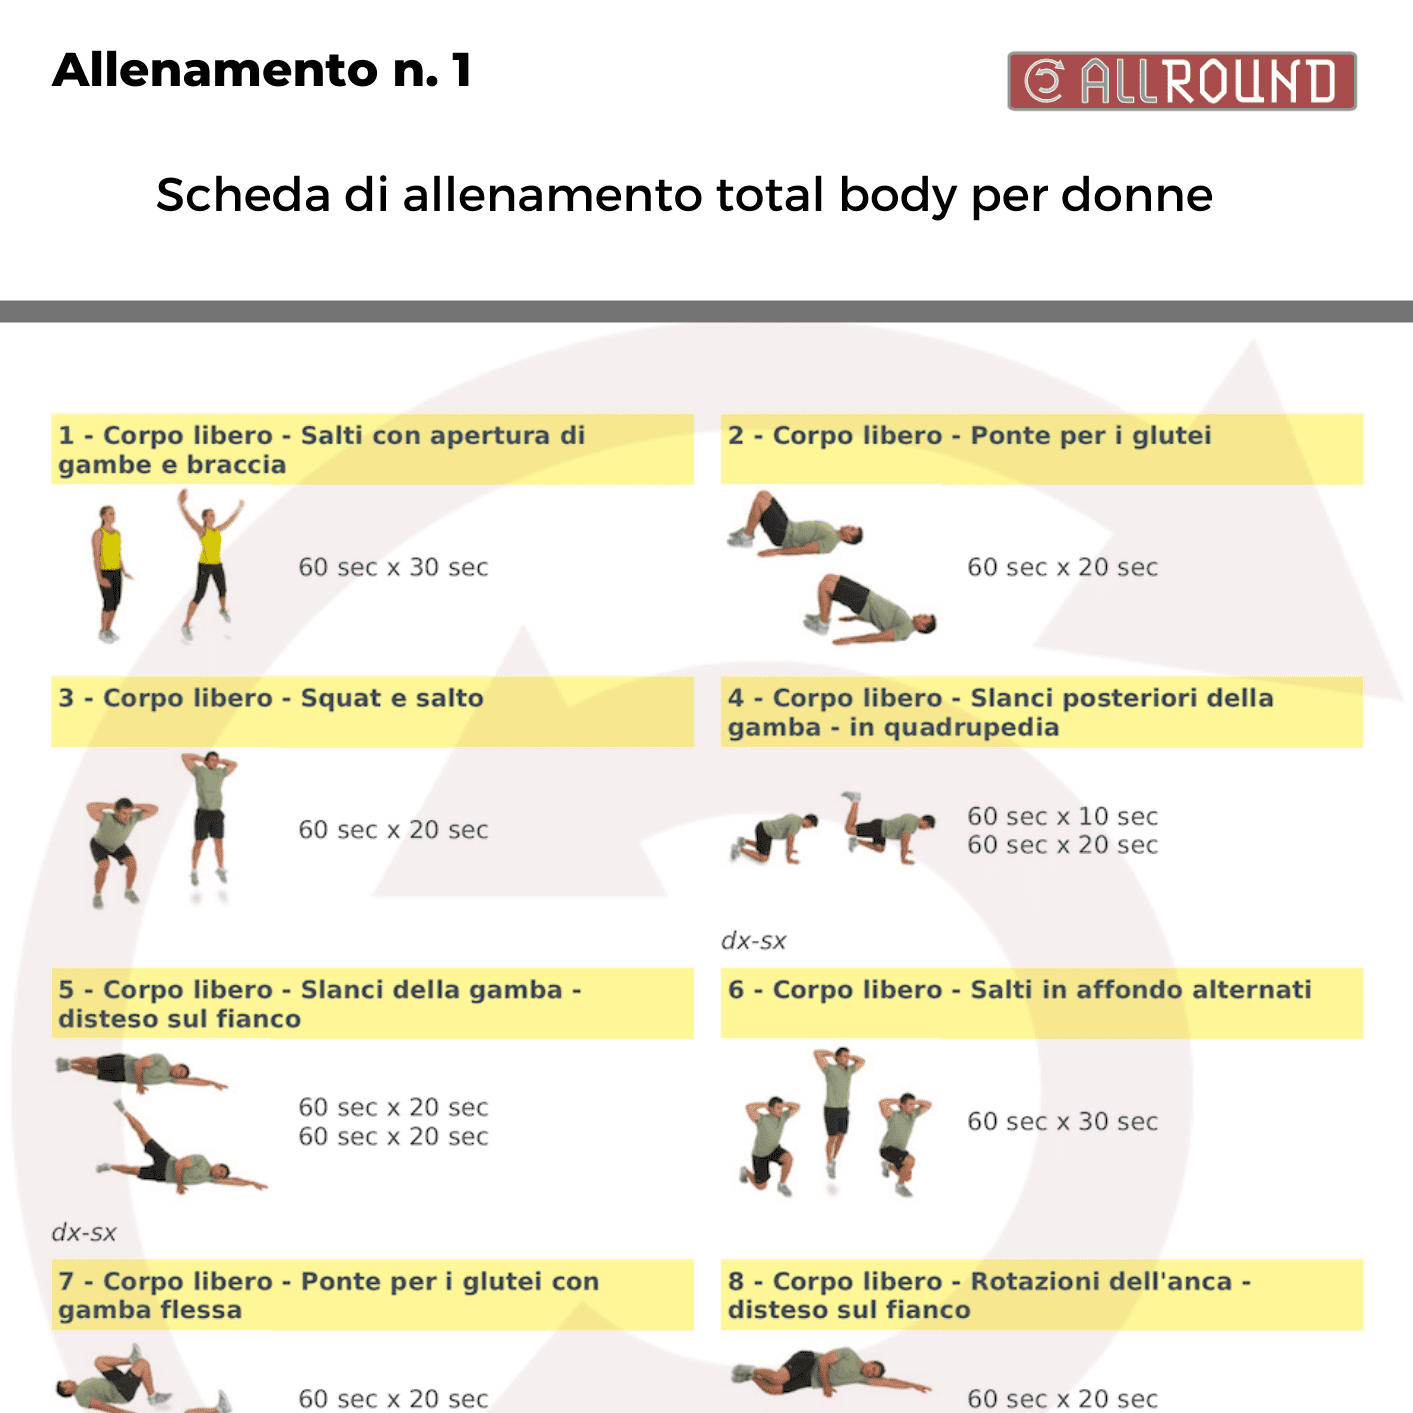 Allenamento n. 1
ALLROUND
Scheda di allenamento total body per donne
1 - Corpo libero - Salti con apertura di
gambe e braccia
60 sec x 30 sec
2 - Corpo libero - Ponte per i glutei
60 sec x 20 sec
3 - Corpo libero - Squat e salto
60 sec x 20 sec
4 - Corpo libero - Slanci posteriori della
gamba - in quadrupedia
60 sec x 10 sec
60 sec x 20 sec
dx-sx
5 - Corpo libero - Slanci della gamba -
disteso sul fianco
60 sec x 20 sec
60 sec x 20 sec
dx-sx
6 - Corpo libero - Salti in affondo alternati
60 sec x 30 sec
7 - Corpo libero - Ponte per i glutei con
gamba flessa
60 sec x 20 sec
8 - Corpo libero - Rotazioni dell'anca -
disteso sul fianco
60 sec x 20 sec